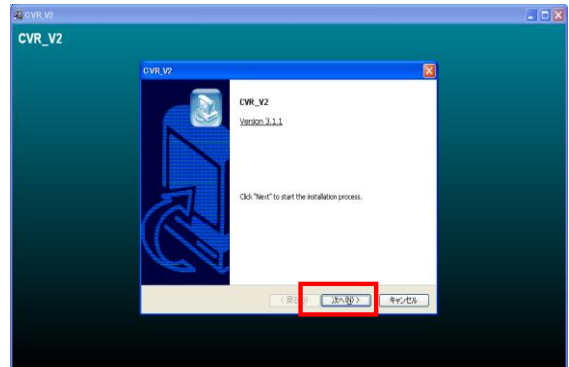 CVR_V2
CVR_V2
CVR_V2
CVR_V2
Version 3.1.1
Click "Next" to start the installation process.
次へ(N) >
キャンセル